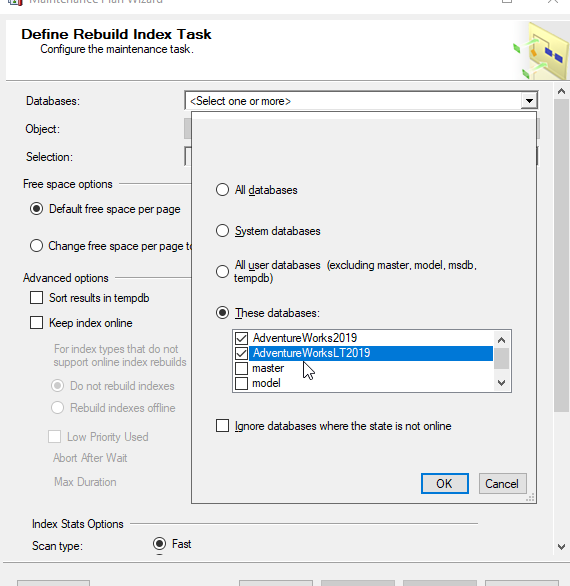 Maintenance Plan Wizard
Define Rebuild Index Task
Configure the maintenance task.
Databases:
<Select one or more>
Object:
Selection:
Free space options
Default free space per page
Change free space per page to
Advanced options
Sort results in tempdb
Keep index online
For index types that do not
support online index rebuilds
Do not rebuild indexes
Rebuild indexes offline
Low Priority Used
Abort After Wait
Max Duration
Index Stats Options
Scan type:
Fast
All databases
System databases
All user databases (excluding master, model, msdb,
tempdb)
These databases:
AdventureWorks2019
AdventureWorksLT2019
master
model
Ignore databases where the state is not online
OK
Cancel